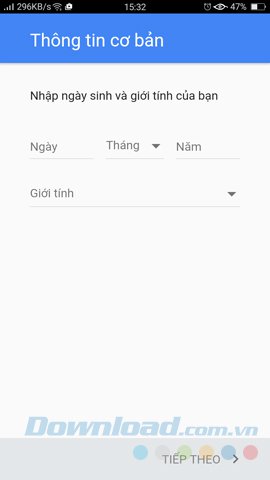 296KB/s 15:32 47%
Thông tin cơ bản
Nhập ngày sinh và giới tính của bạn
Ngày Tháng Năm
Giới tính
Download.com.vn
TIẾP THEO